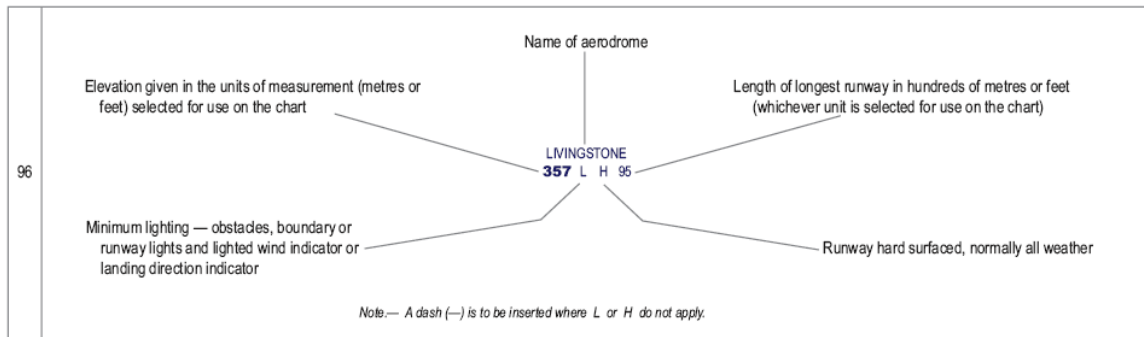 Name of aerodrome
Elevation given in the units of measurement (metres or
feet) selected for use on the chart
Length of longest runway in hundreds of metres or feet
(whichever unit is selected for use on the chart)
96
LIVINGSTONE
357 L H 95
Minimum lighting — obstacles, boundary or
runway lights and lighted wind indicator or
landing direction indicator
Runway hard surfaced, normally all weather
Note.— A dash (—) is to be inserted where L or H do not apply.